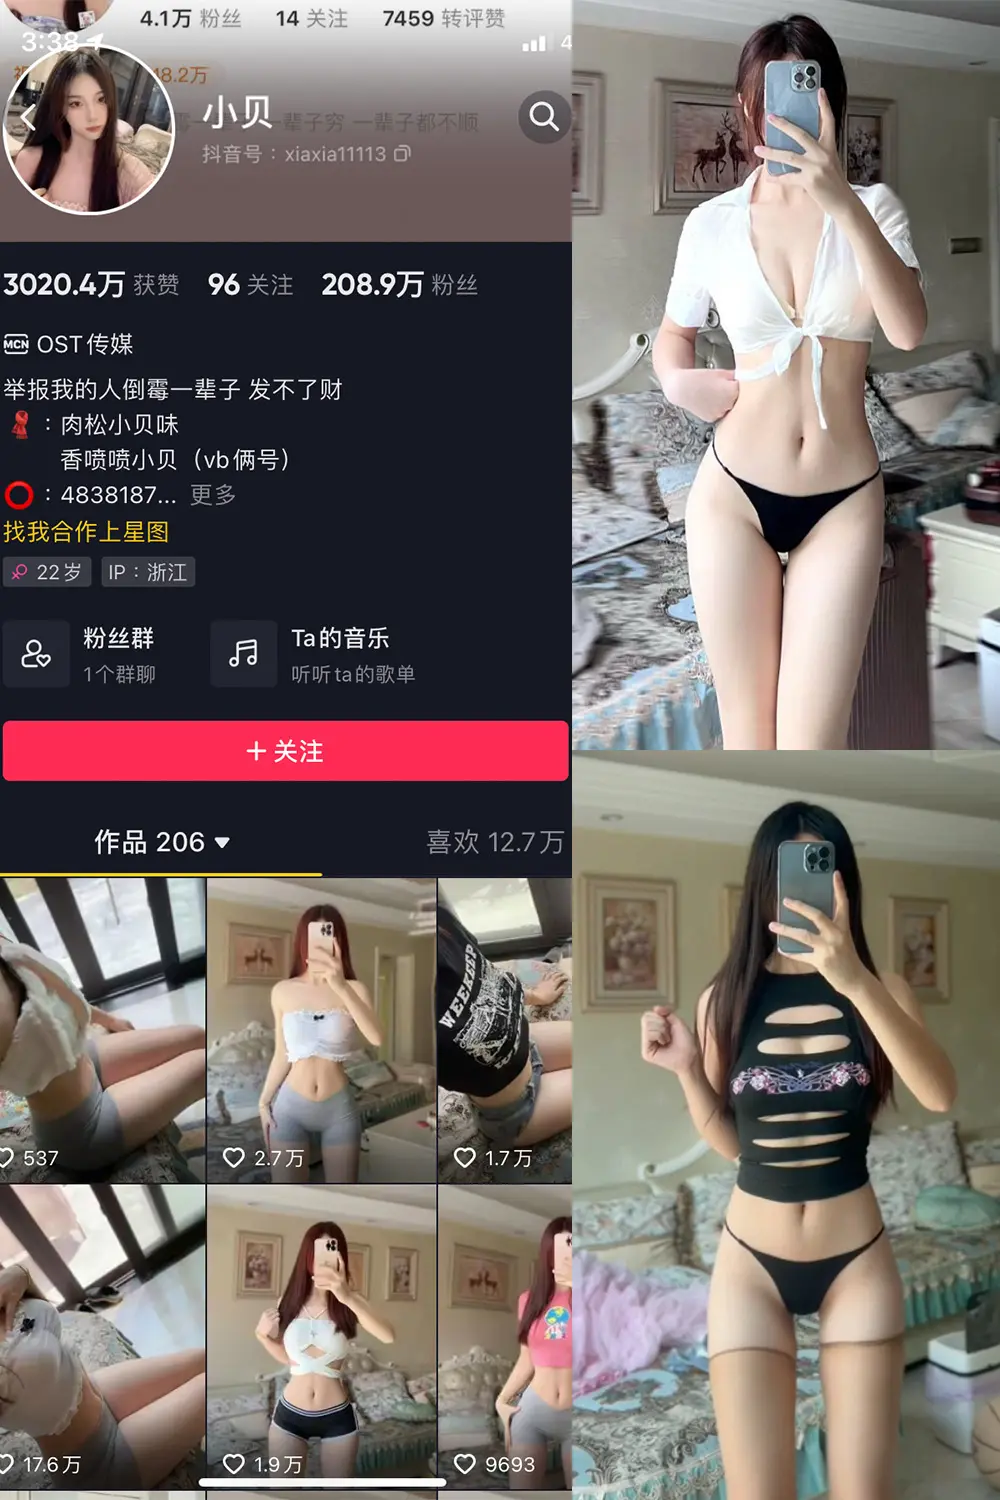 4.1万 粉丝 14 关注 7459 转评赞
3:38
4
18.2万
小贝
一辈子穷 一辈子都不顺
抖音号：xiaxia11113
3020.4万 获赞 96 关注 208.9万 粉丝
MCN OST传媒
举报我的人倒霉一辈子 发不了财
：肉松小贝味
香喷喷小贝（vb俩号）
：4838187... 更多
找我合作上星图
22岁 IP：浙江
粉丝群
1个群聊
Ta的音乐
听听ta的歌单
+ 关注
作品 206 喜欢 12.7万
WEEKEEP
537 2.7万 1.7万
17.6万 1.9万 9693